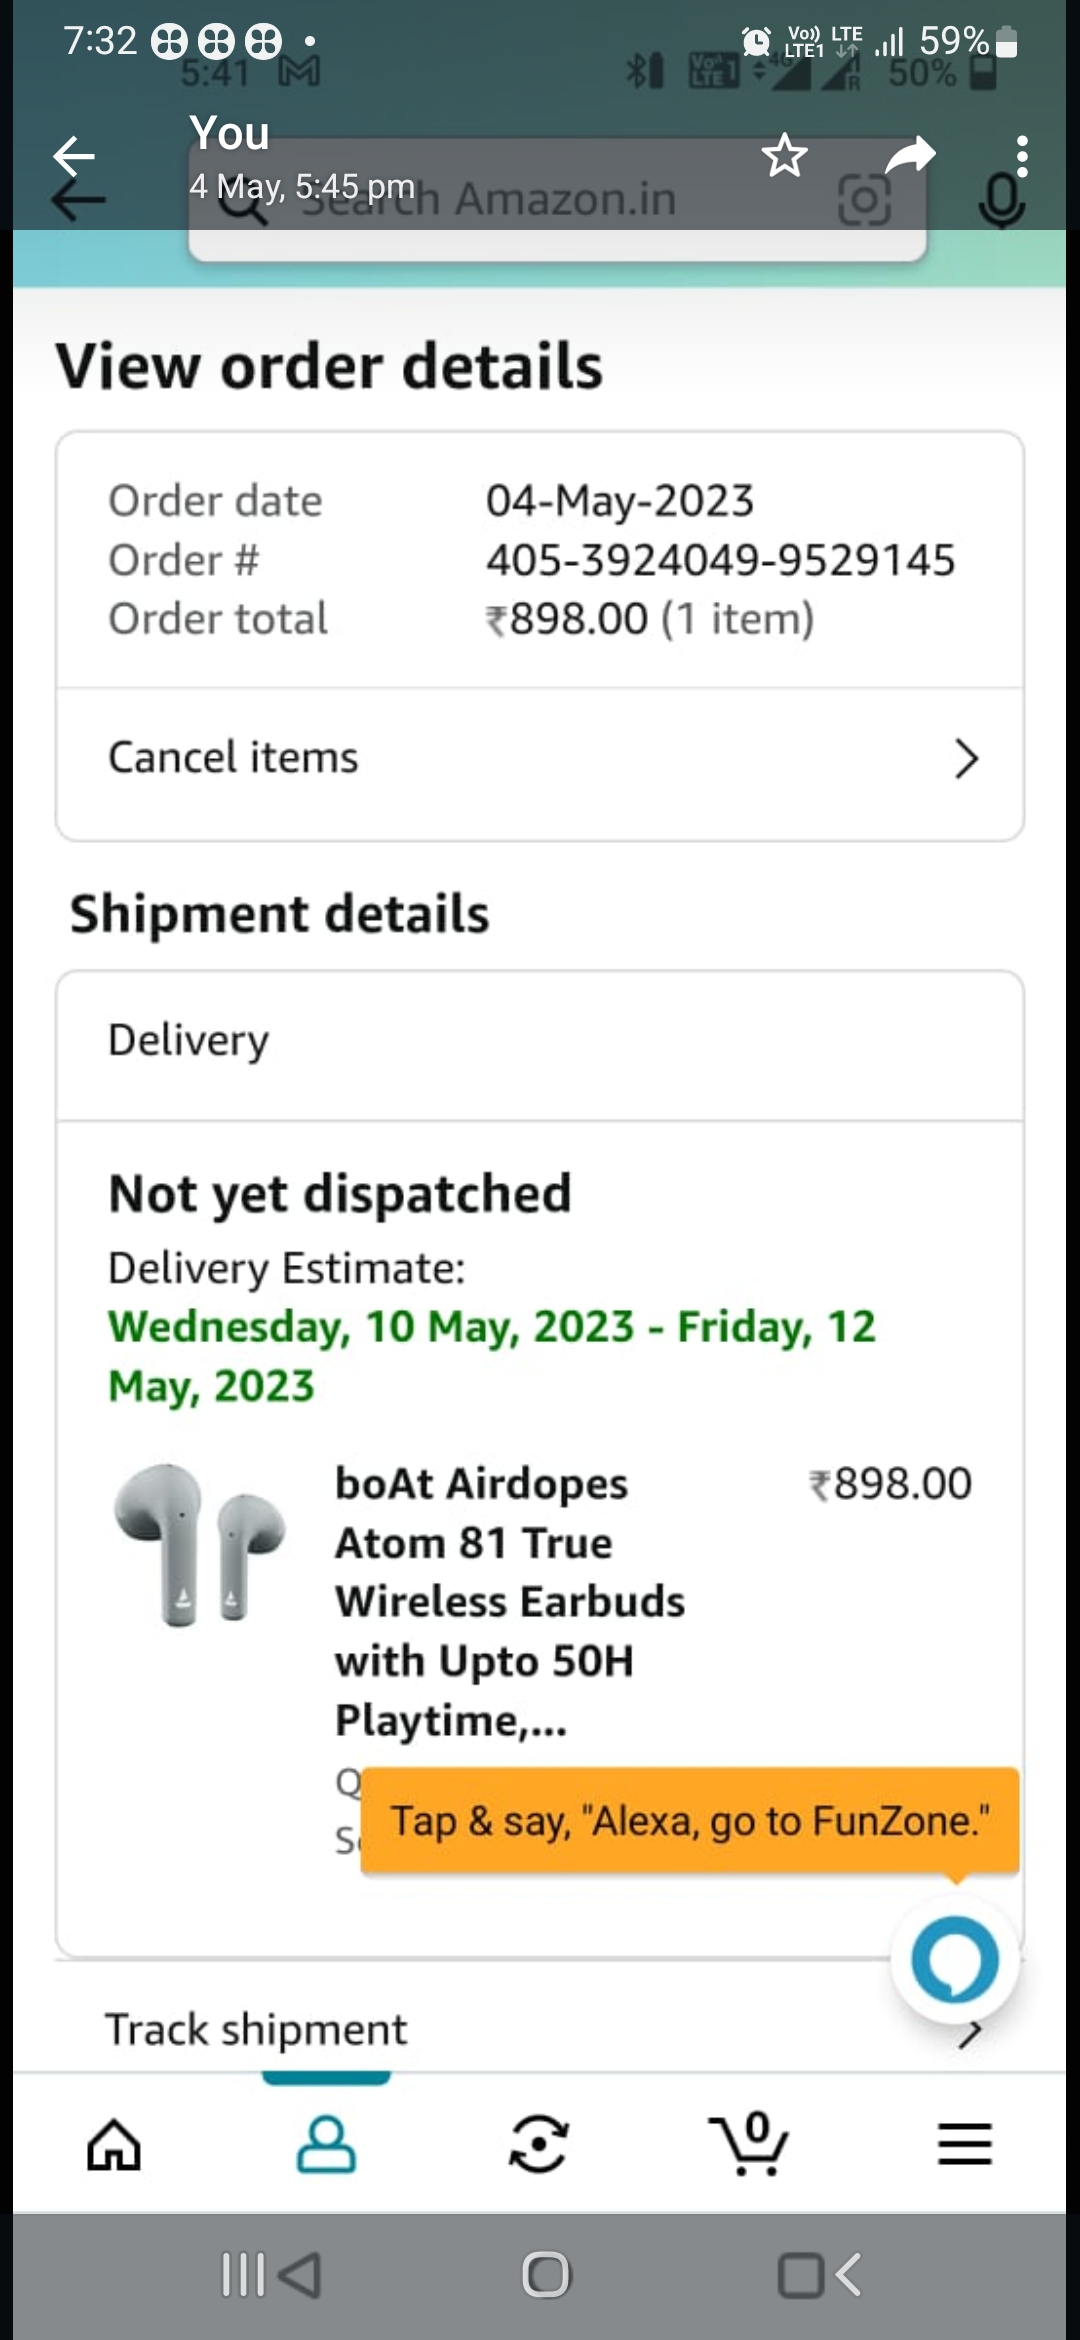 7:32
Vo)) LTE
LTE1
59%
5:41
50%
You
4 May, 5:45 pm
Search Amazon.in
View order details
Order date 04-May-2023
Order # 405-3924049-9529145
Order total ₹898.00 (1 item)
Cancel items
Shipment details
Delivery
Not yet dispatched
Delivery Estimate:
Wednesday, 10 May, 2023 - Friday, 12
May, 2023
boAt Airdopes ₹898.00
Atom 81 True
Wireless Earbuds
with Upto 50H
Playtime,...
Tap & say, "Alexa, go to FunZone."
Track shipment
0